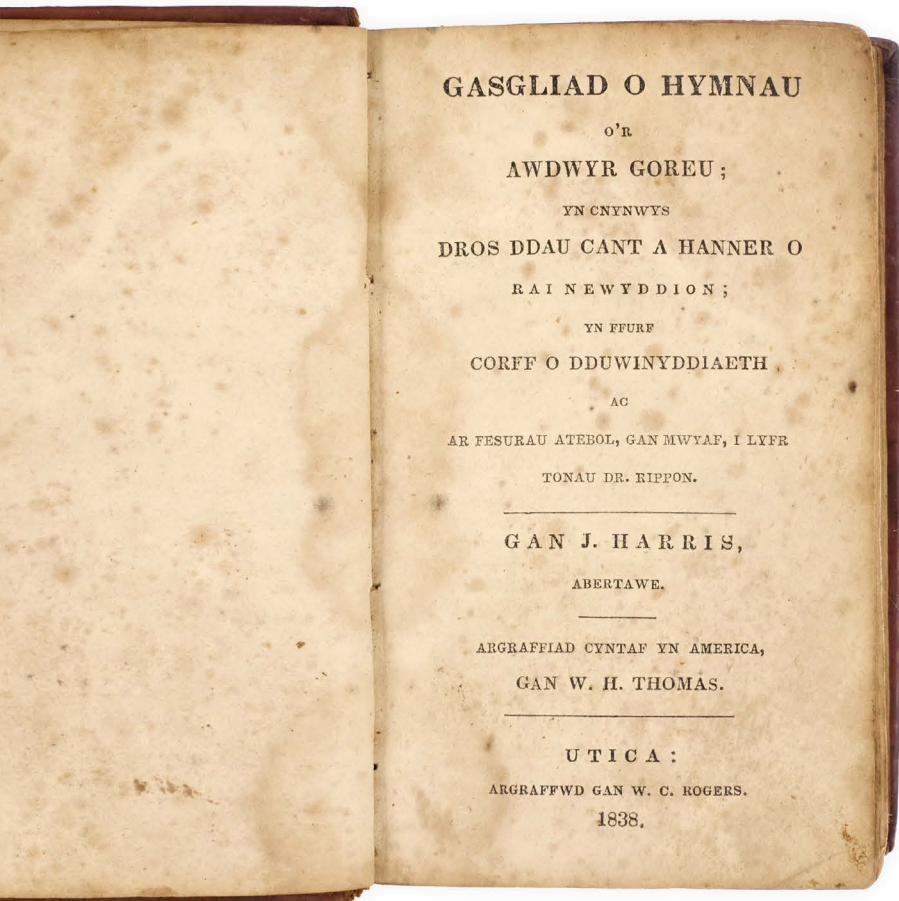 GASGLIAD O HYMNAU
O'R
AWDWYR GOREU;
YN CNYNWYS
DROS DDAU CANT A HANNER O
RAI NEWYDDION;
YN FFURF
CORFF O DDUWINYDDIAETH
AC
AR FESURAU ATEBOL, GAN MWYAF, I LYFR
TONAU DR. RIPPON.
GAN J. HARRIS,
ABERTAWE.
ARGRAFFIAD CYNTAF YN AMERICA,
GAN W. H. THOMAS.
UTICA:
ARGRAFFWD GAN W. C. ROGERS.
1838.